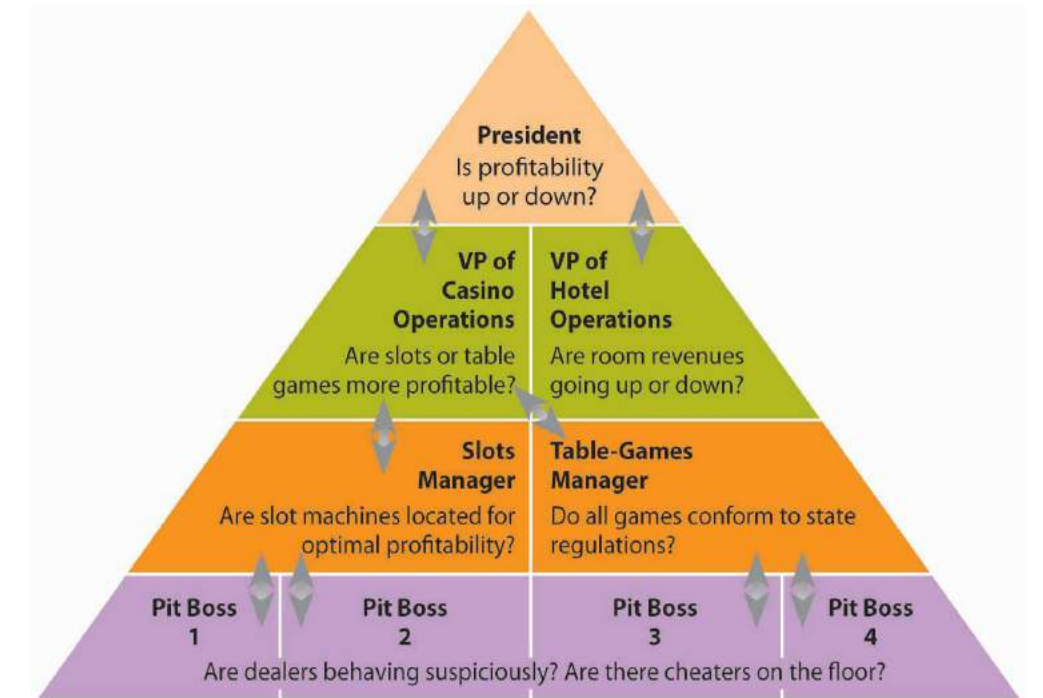 President
Is profitability
up or down?
VP of
Casino
Operations
Are slots or table
games more profitable?
VP of
Hotel
Operations
Are room revenues
going up or down?
Slots
Manager
Are slot machines located for
optimal profitability?
Table-Games
Manager
Do all games conform to state
regulations?
Pit Boss
1
Pit Boss
2
Pit Boss
3
Pit Boss
4
Are dealers behaving suspiciously? Are there cheaters on the floor?